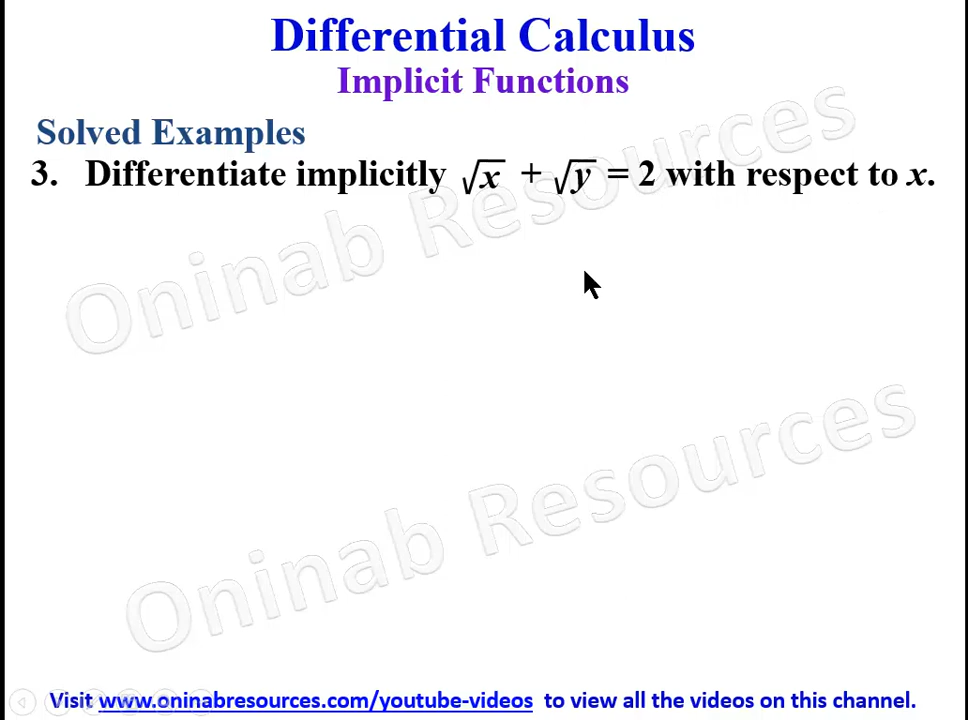 Differential Calculus
Implicit Functions
Solved Examples
3. Differentiate implicitly √x + √y = 2 with respect to x.
Oninab Resources
Oninab Resources
Visit www.oninabresources.com/youtube-videos to view all the videos on this channel.